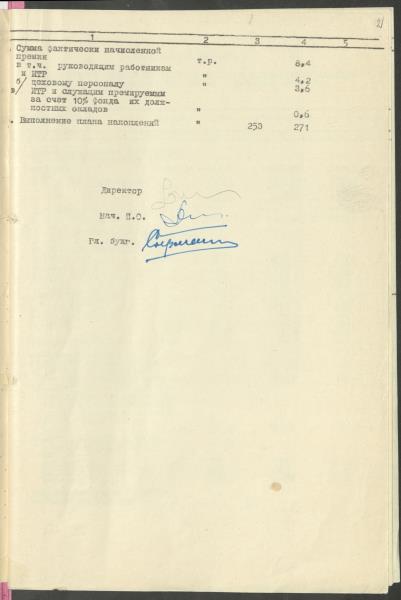 21
1 2 3 4 5
Сумма фактически начисленной
премии т.р. 8,4
в т.ч. руководящим работникам
и ИТР " 4,2
б/ цеховому персоналу " 3,6
в/ ИТР и служащим премируемым
за счет 10% фонда их долж-
ностных окладов " 0,6
. Выполнение плана накоплений " 253 271
Директор
Нач. П.О.
Гл. бухг.